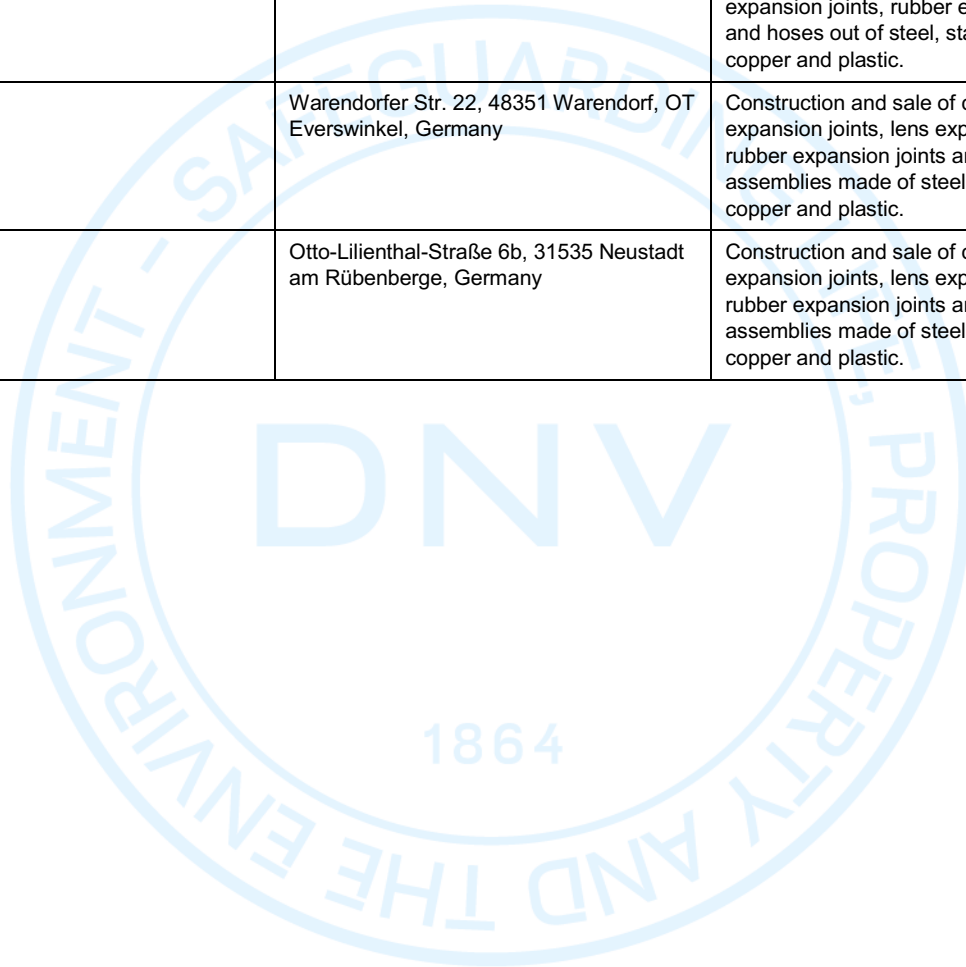 expansion joints, rubber
and hoses out of steel,
copper and plastic.
Warendorfer Str. 22, 48351 Warendorf, OT
Everswinkel, Germany
Construction and sale of
expansion joints, lens
rubber expansion joints
assemblies made of steel
copper and plastic.
Otto-Lilienthal-Straße 6b, 31535 Neustadt
am Rübenberge, Germany
Construction and sale of
expansion joints, lens
rubber expansion joints
assemblies made of steel
copper and plastic.
SAFEGUARDING LIFE, PROPERTY AND THE ENVIRONMENT -
DNV
1864